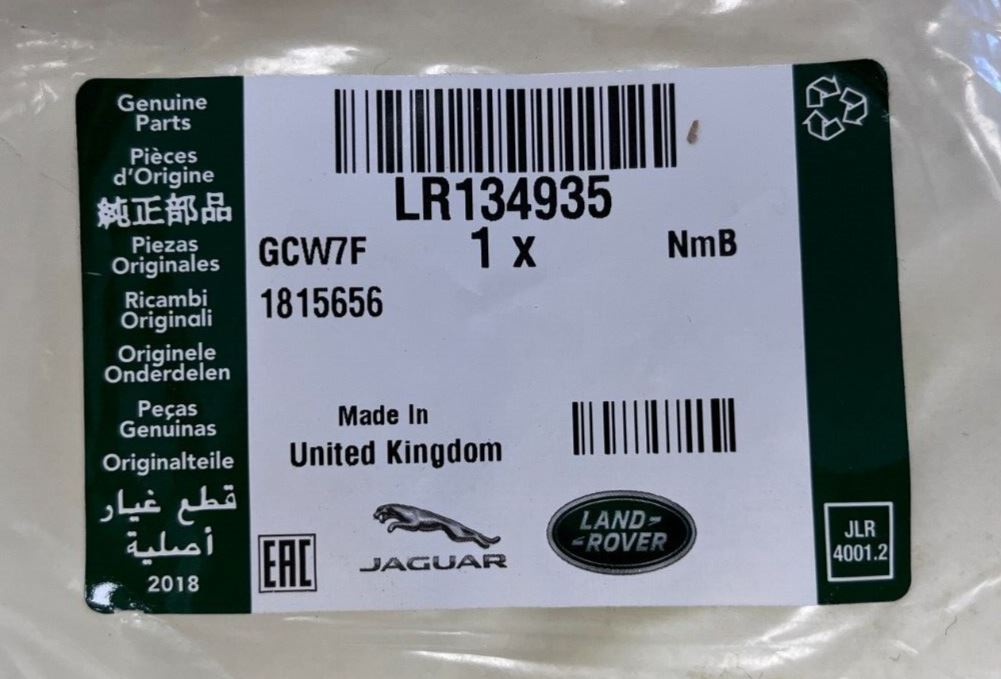 Genuine
Parts
Pièces
d'Origine
純正部品
Piezas
Originales
Ricambi
Originali
Originele
Onderdelen
Peças
Genuinas
Originalteile
قطع غيار
أصلية
2018
LR134935
GCW7F 1 x NmB
1815656
Made In
United Kingdom
EAC
JAGUAR
LAND-
-ROVER
JLR
4001.2